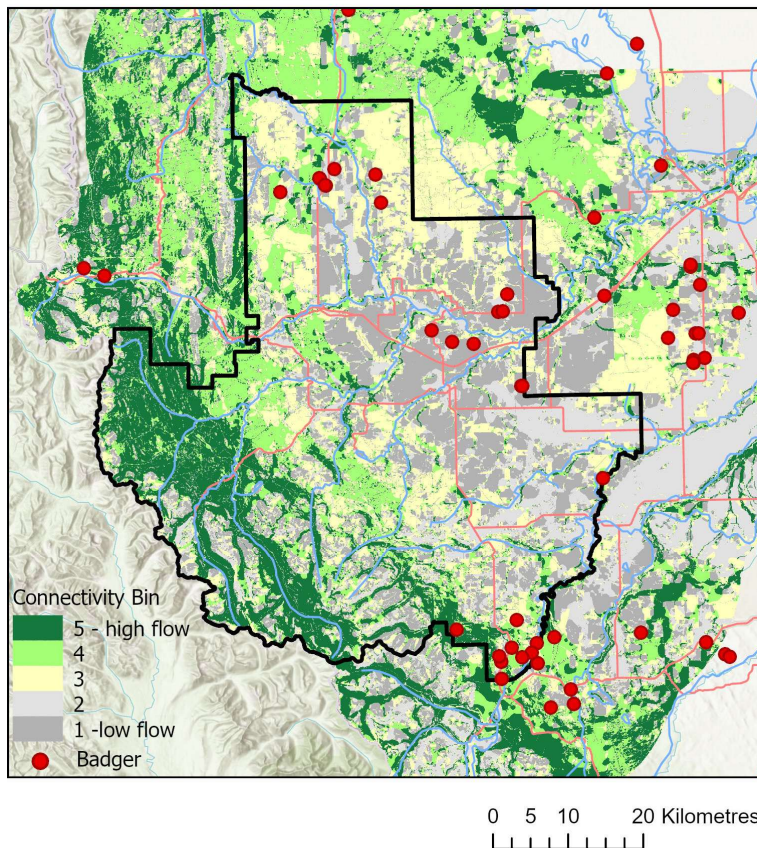 Connectivity Bin
5 - high flow
4
3
2
1 -low flow
Badger
0 5 10 20 Kilometres